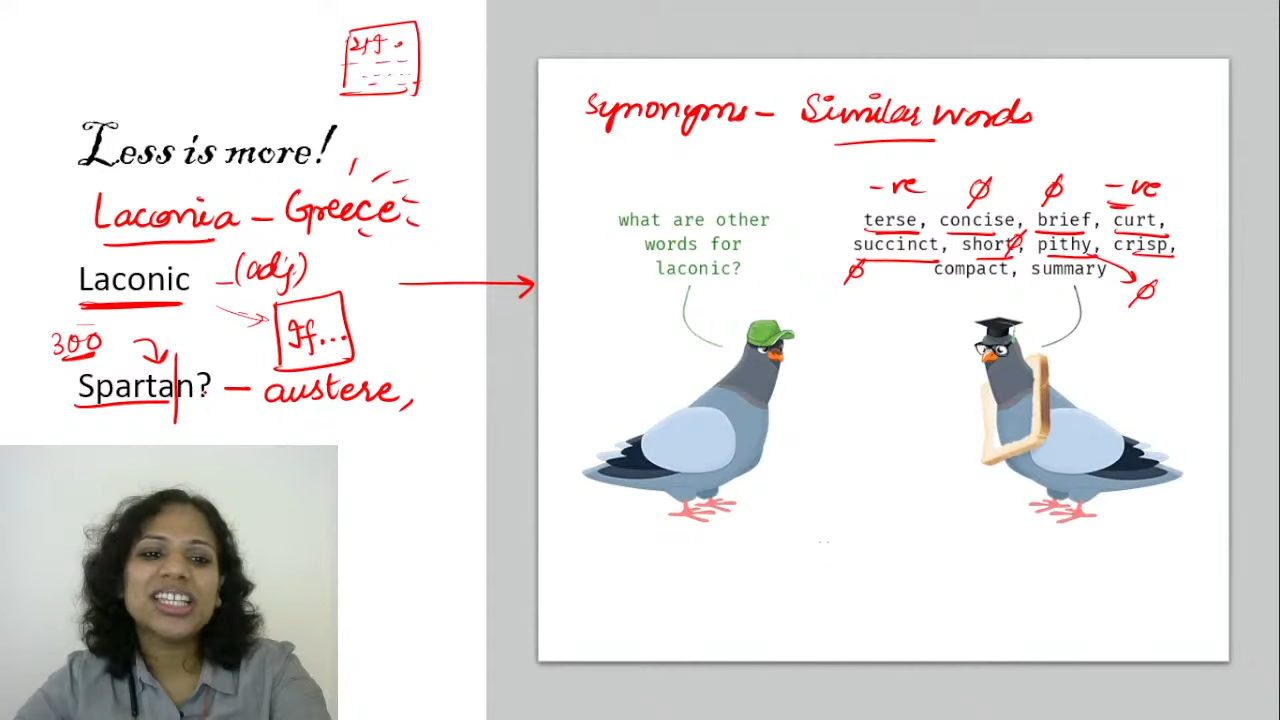 Less is more!
Laconia - Greece
Laconic - (adj)
If...
300
Spartan? - austere,
Synonyms - Similar words
-ve ϕ ϕ -ve
what are other
words for
laconic?
terse, concise, brief, curt,
succinct, short, pithy, crisp,
compact, summary
ϕ ϕ ϕ